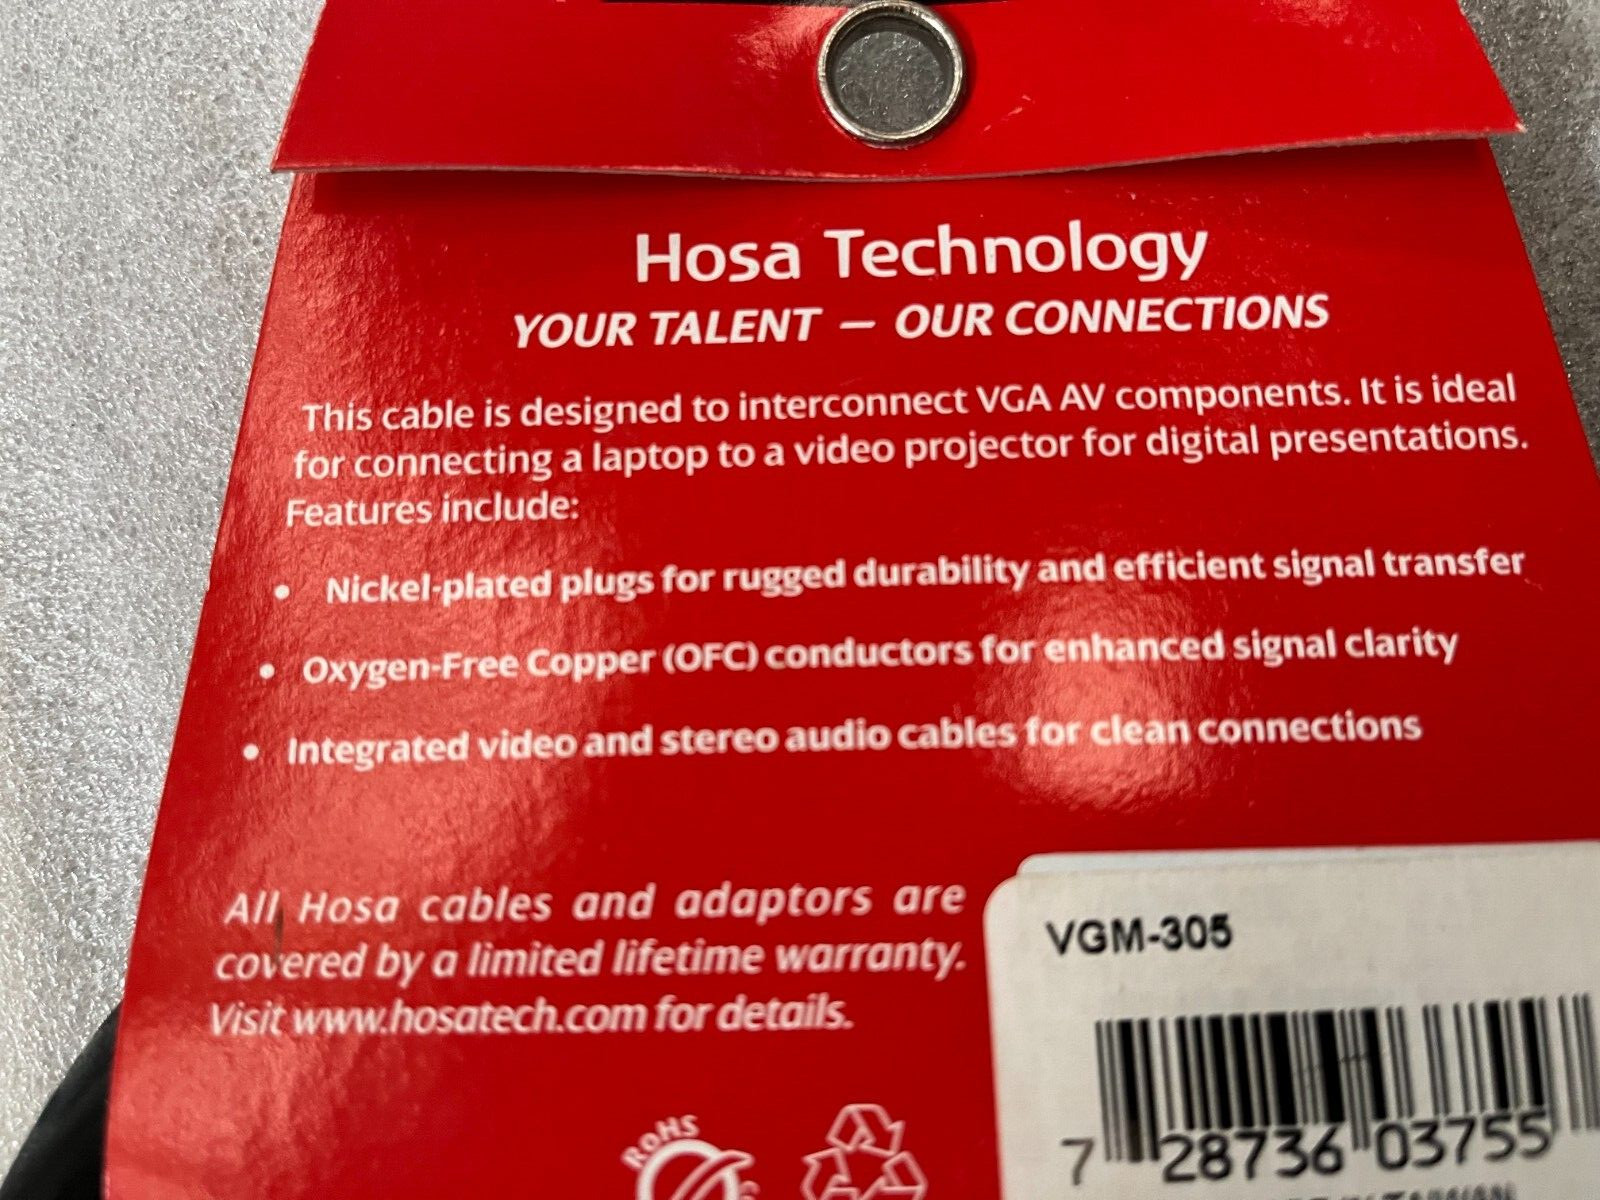 Hosa Technology
YOUR TALENT — OUR CONNECTIONS
This cable is designed to interconnect VGA AV components. It is ideal
for connecting a laptop to a video projector for digital presentations.
Features include:
• Nickel-plated plugs for rugged durability and efficient signal transfer
• Oxygen-Free Copper (OFC) conductors for enhanced signal clarity
• Integrated video and stereo audio cables for clean connections
All Hosa cables and adaptors are
covered by a limited lifetime warranty.
Visit www.hosatech.com for details.
RoHS
VGM-305
7 28736 03755